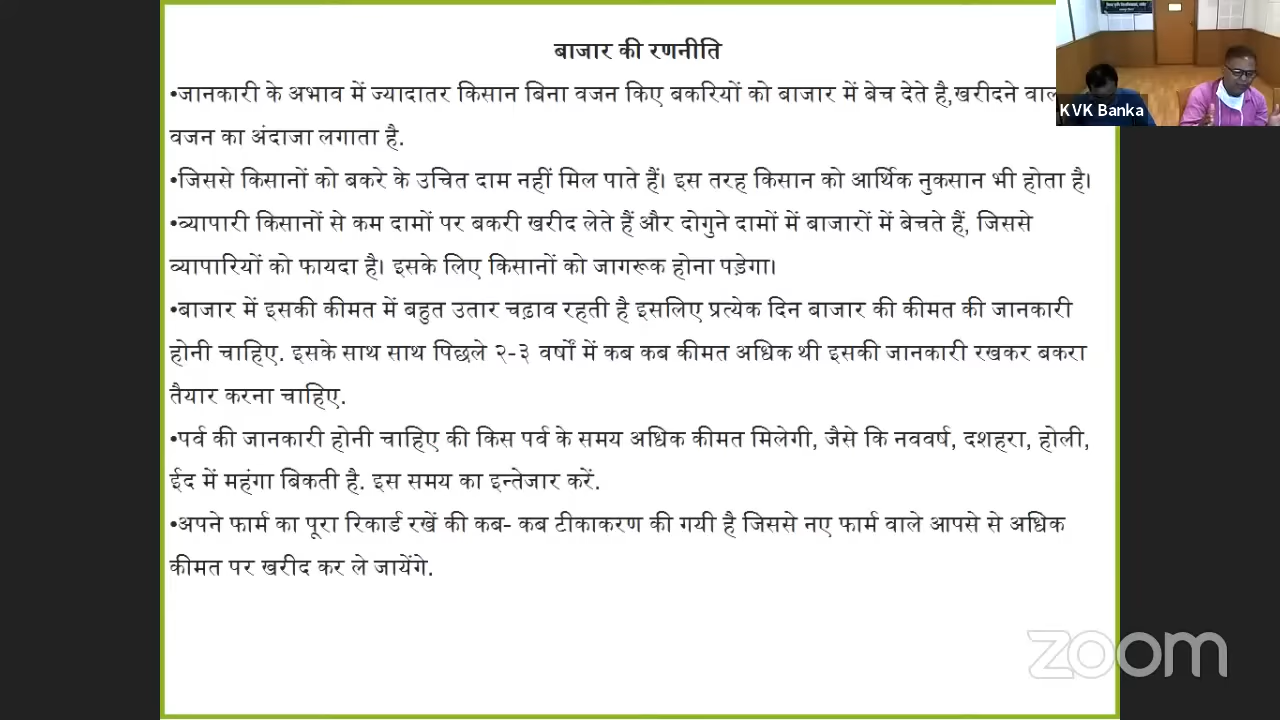 बाजार की रणनीति
•जानकारी के अभाव में ज्यादातर किसान बिना वजन किए बकरियों को बाजार में बेच देते है,खरीदने
वजन का अंदाजा लगाता है.
•जिससे किसानों को बकरे के उचित दाम नहीं मिल पाते हैं। इस तरह किसान को आर्थिक नुकसान भी होता है।
•व्यापारी किसानों से कम दामों पर बकरी खरीद लेते हैं और दोगुने दामों में बाजारों में बेचते हैं, जिससे
व्यापारियों को फायदा है। इसके लिए किसानों को जागरूक होना पड़ेगा।
•बाजार में इसकी कीमत में बहुत उतार चढ़ाव रहती है इसलिए प्रत्येक दिन बाजार की कीमत की जानकारी
होनी चाहिए. इसके साथ साथ पिछले २-३ वर्षों में कब कब कीमत अधिक थी इसकी जानकारी रखकर बकरा
तैयार करना चाहिए.
•पर्व की जानकारी होनी चाहिए की किस पर्व के समय अधिक कीमत मिलेगी, जैसे कि नववर्ष, दशहरा, होली,
ईद में महंगा बिकती है. इस समय का इन्तेजार करें.
•अपने फार्म का पूरा रिकार्ड रखें की कब- कब टीकाकरण की गयी है जिससे नए फार्म वाले आपसे से अधिक
कीमत पर खरीद कर ले जायेंगे.
KVK Banka
zoom